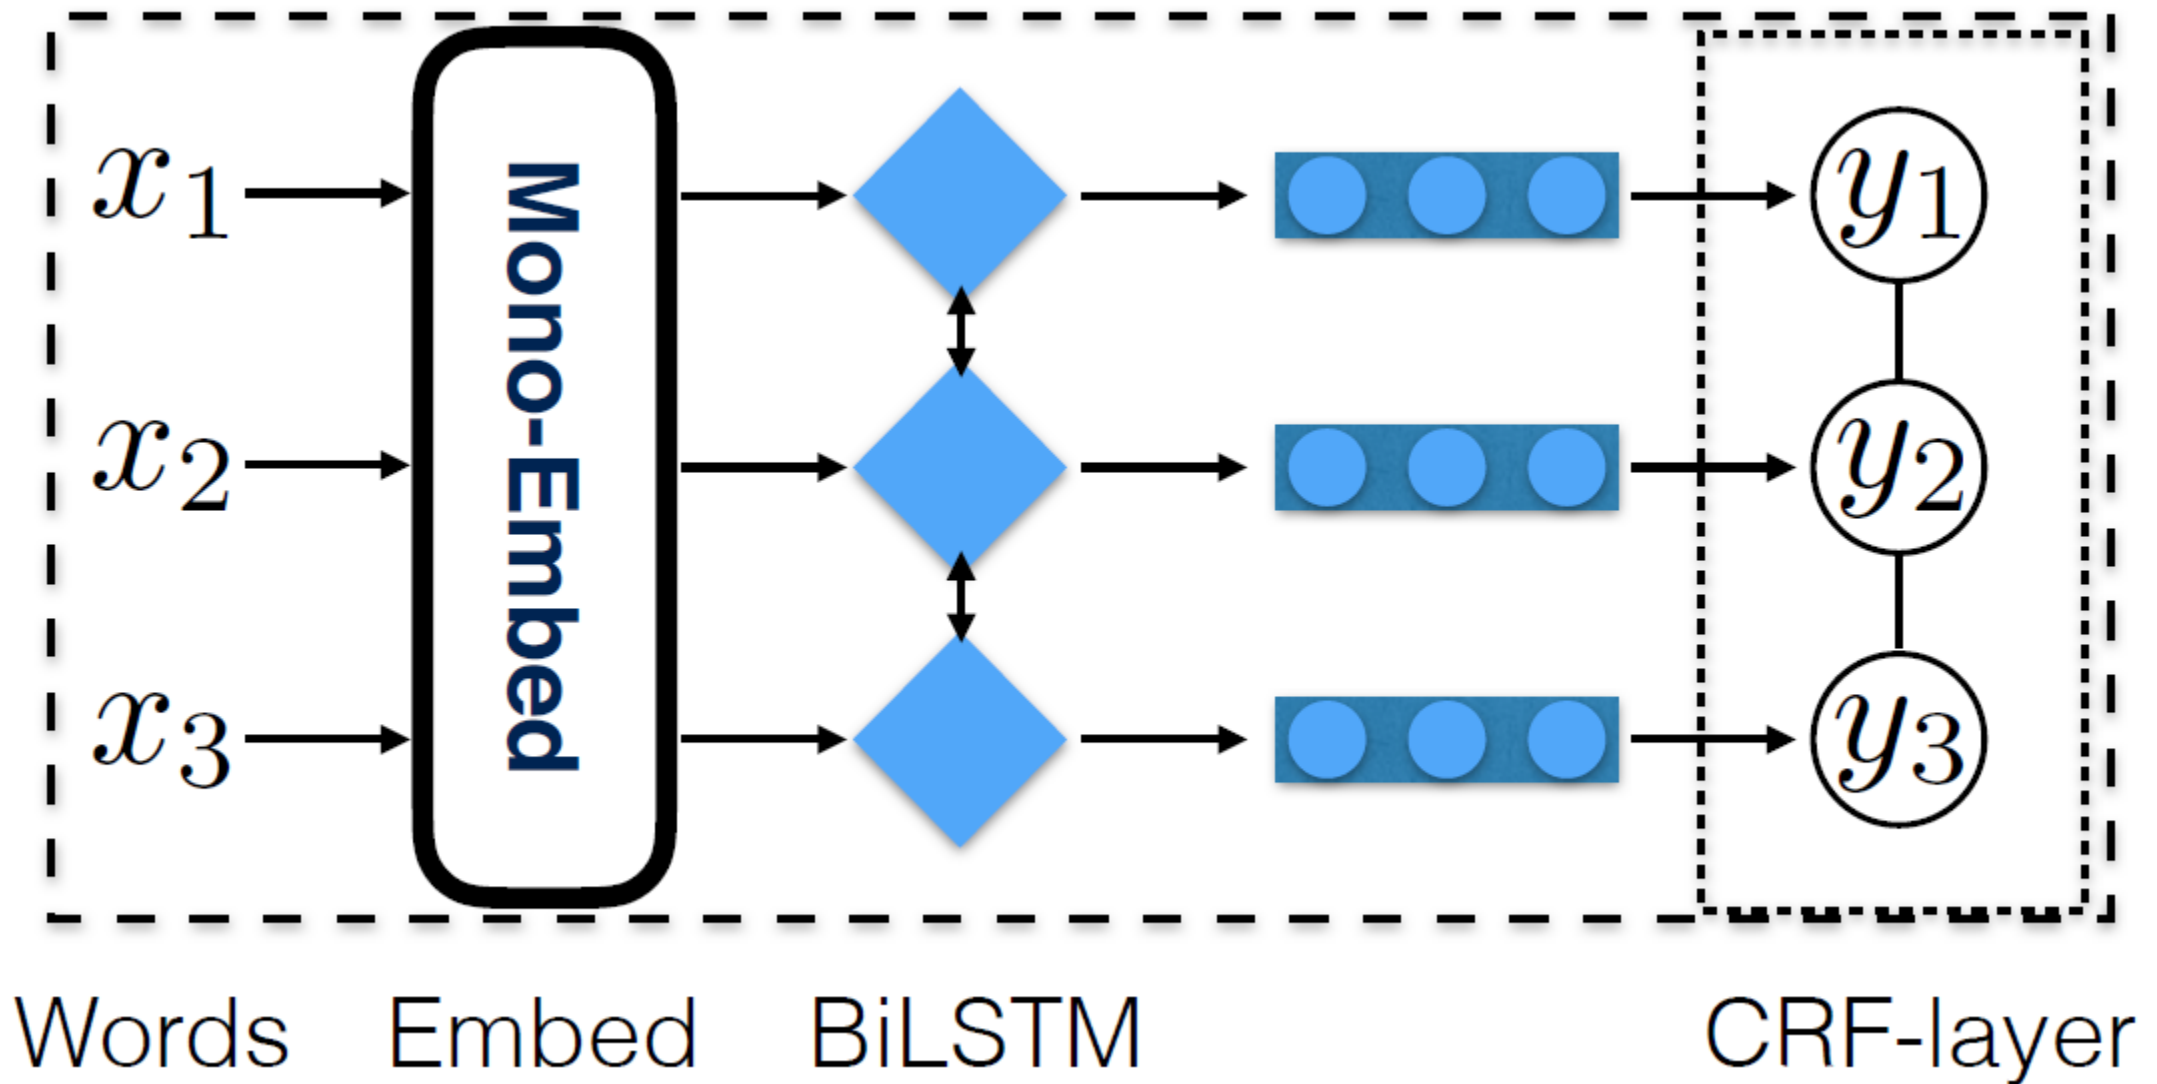 x1
x2
x3
Mono-Embed
y1
y2
y3
Words
Embed
BiLSTM
CRF-layer